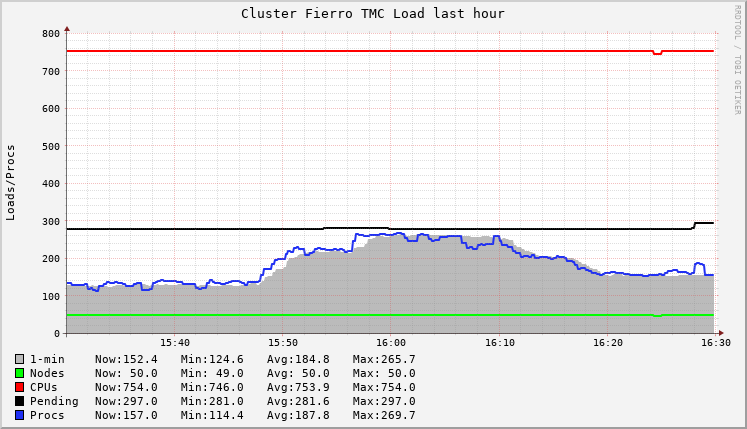 Cluster Fierro TMC Load last hour
RRDTOOL / TOBI OETIKER
Loads/Procs
800
700
600
500
400
300
200
100
0
15:40 15:50 16:00 16:10 16:20 16:30
1-min Now:152.4 Min:124.6 Avg:184.8 Max:265.7
Nodes Now: 50.0 Min: 49.0 Avg: 50.0 Max: 50.0
CPUs Now:754.0 Min:746.0 Avg:753.9 Max:754.0
Pending Now:297.0 Min:281.0 Avg:281.6 Max:297.0
Procs Now:157.0 Min:114.4 Avg:187.8 Max:269.7